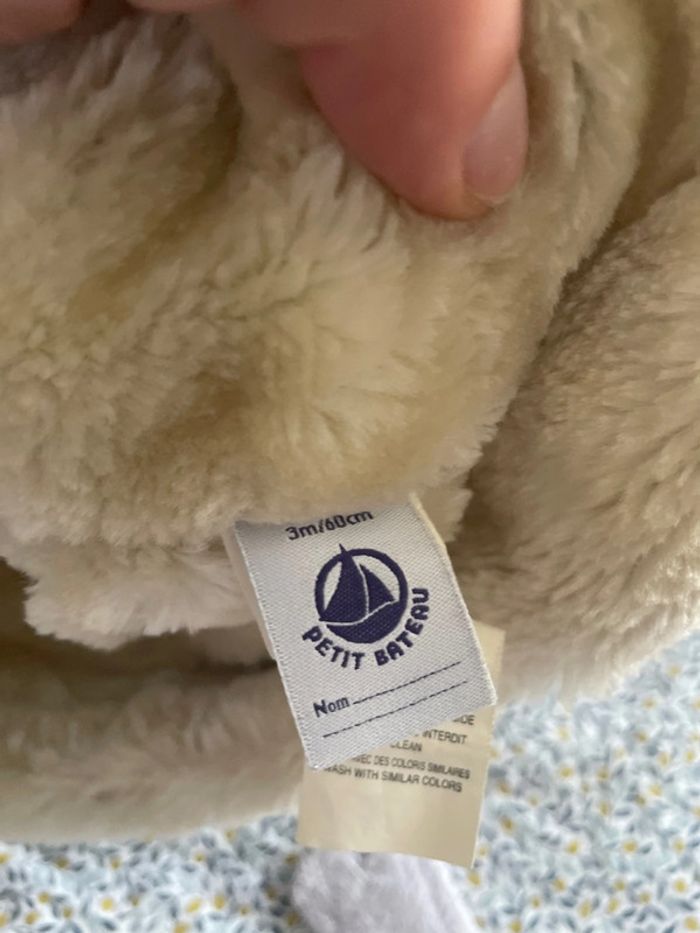 3m/60cm
PETIT BATEAU
Nom
INTERDIT
CLEAN
AVEC DES COLORIS SIMILAIRES
WASH WITH SIMILAR COLORS